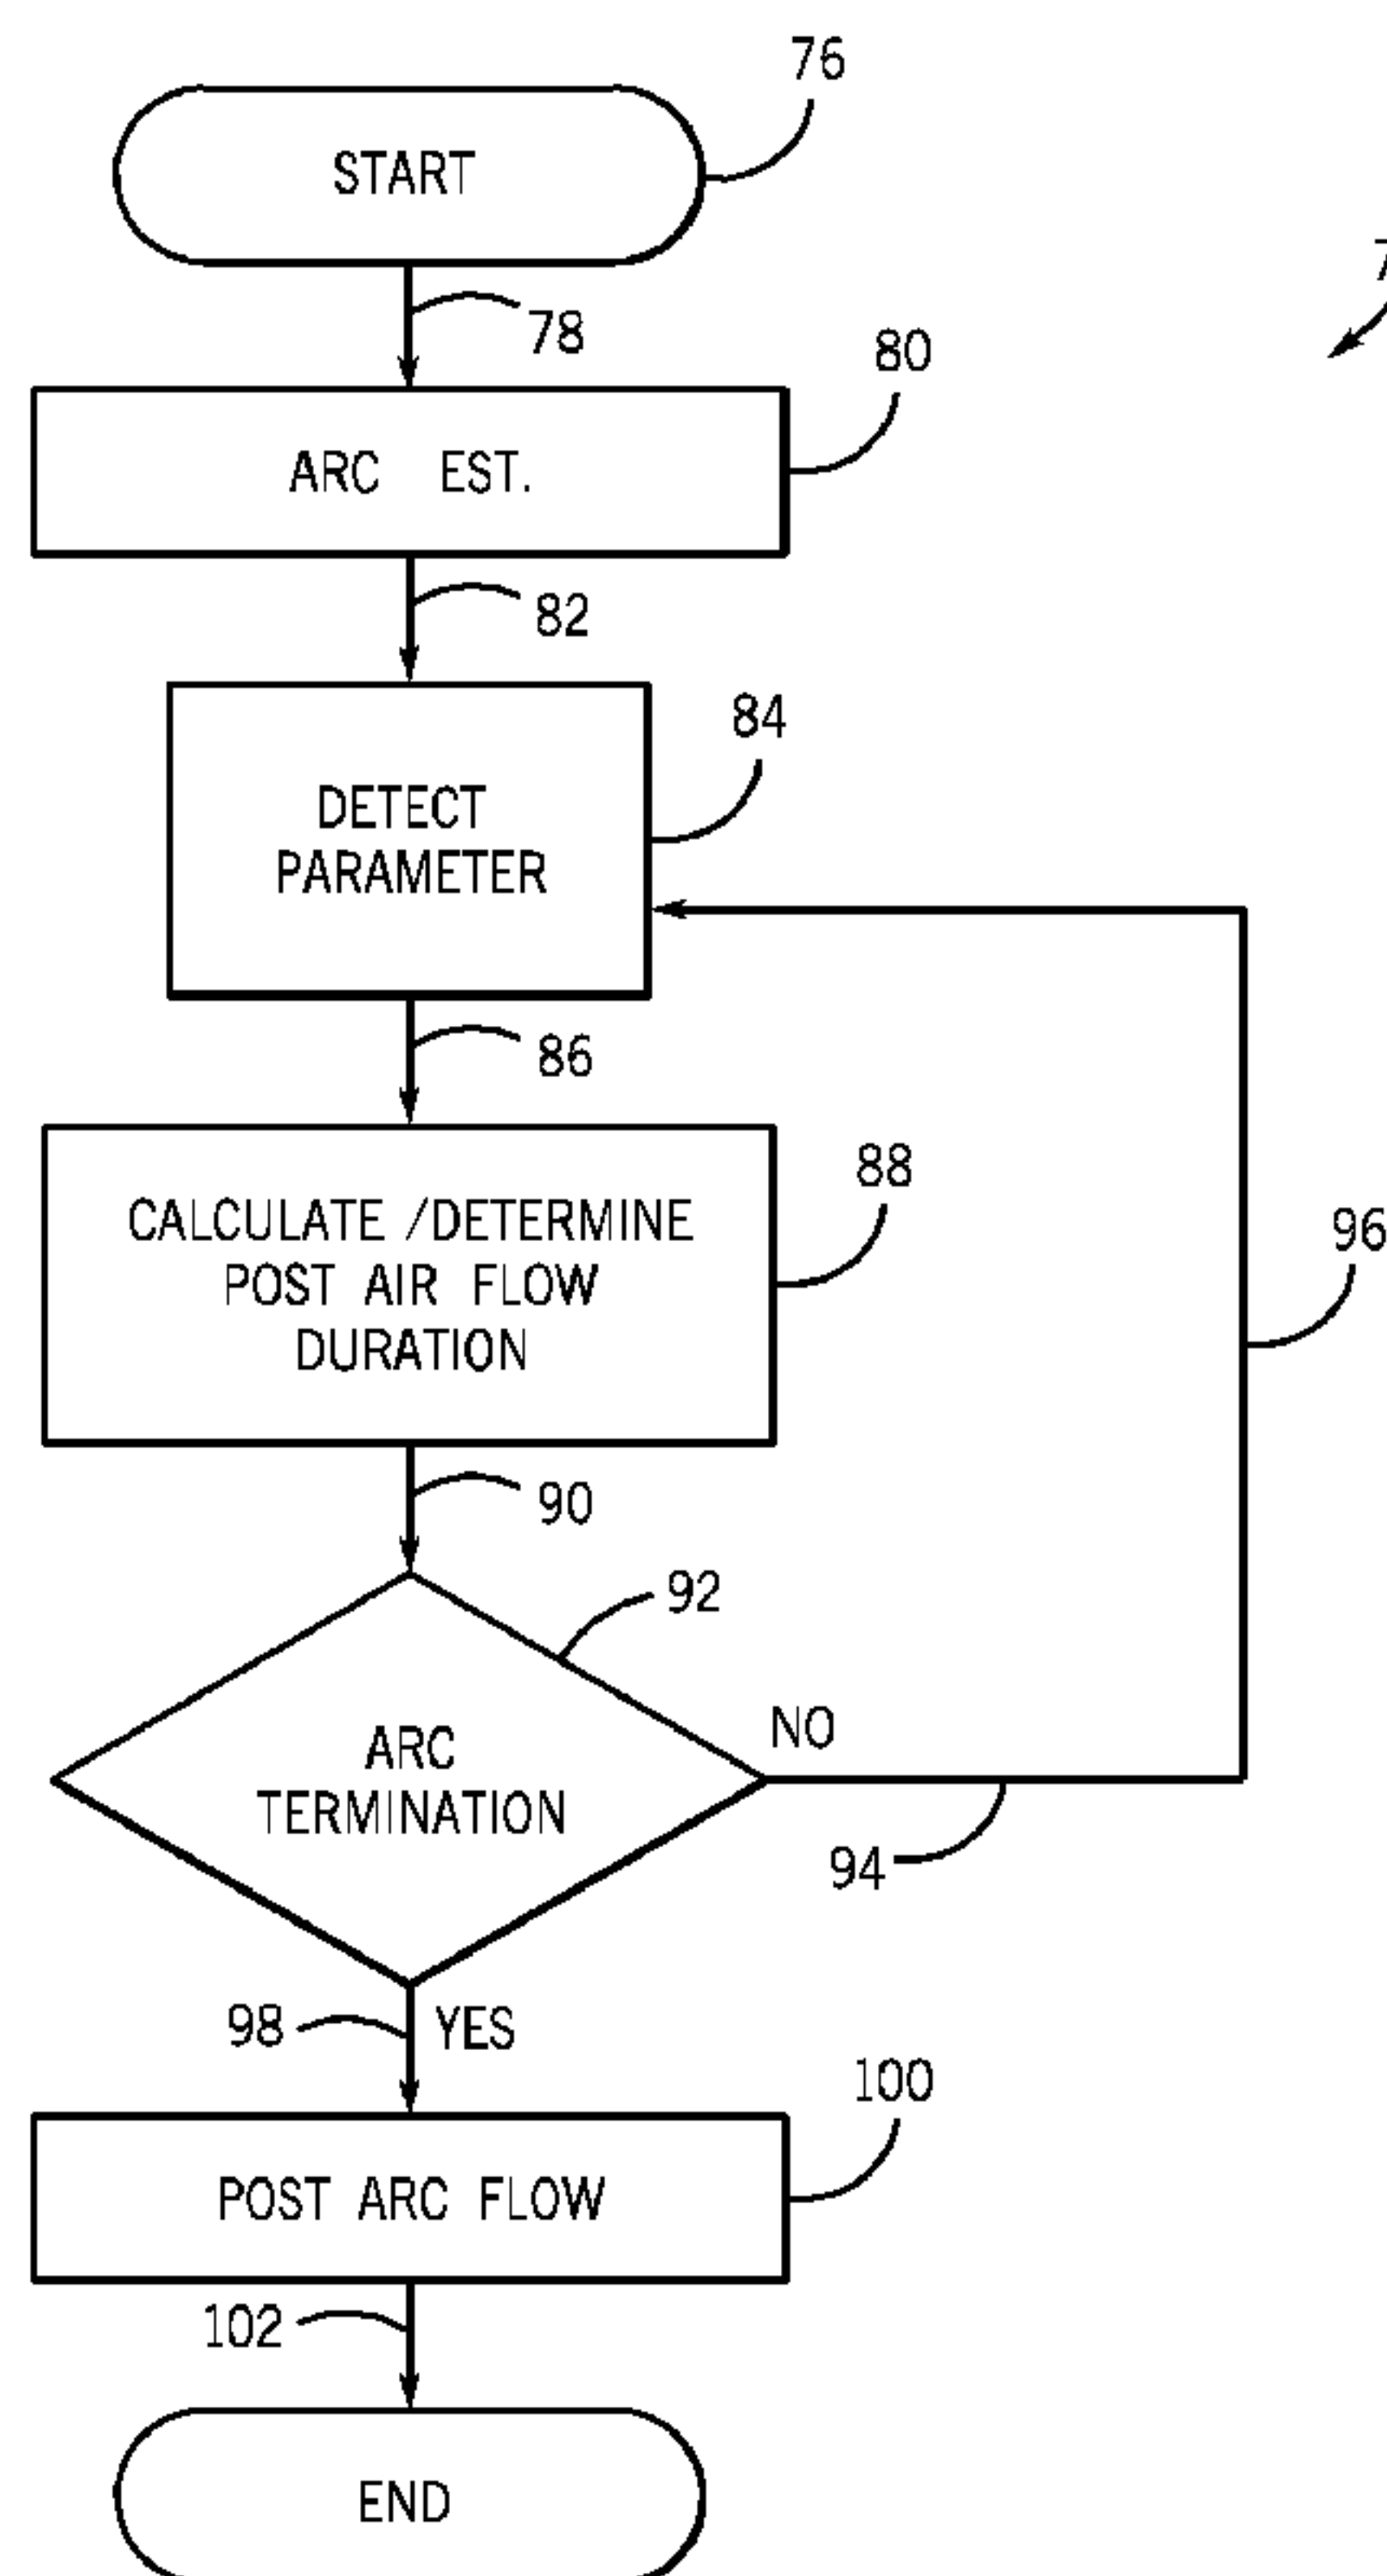 76
START
78
80
ARC EST.
82
84
DETECT
PARAMETER
86
88
CALCULATE /DETERMINE
POST AIR FLOW
DURATION
96
90
92
NO
ARC
TERMINATION
94
98
YES
100
POST ARC FLOW
102
END